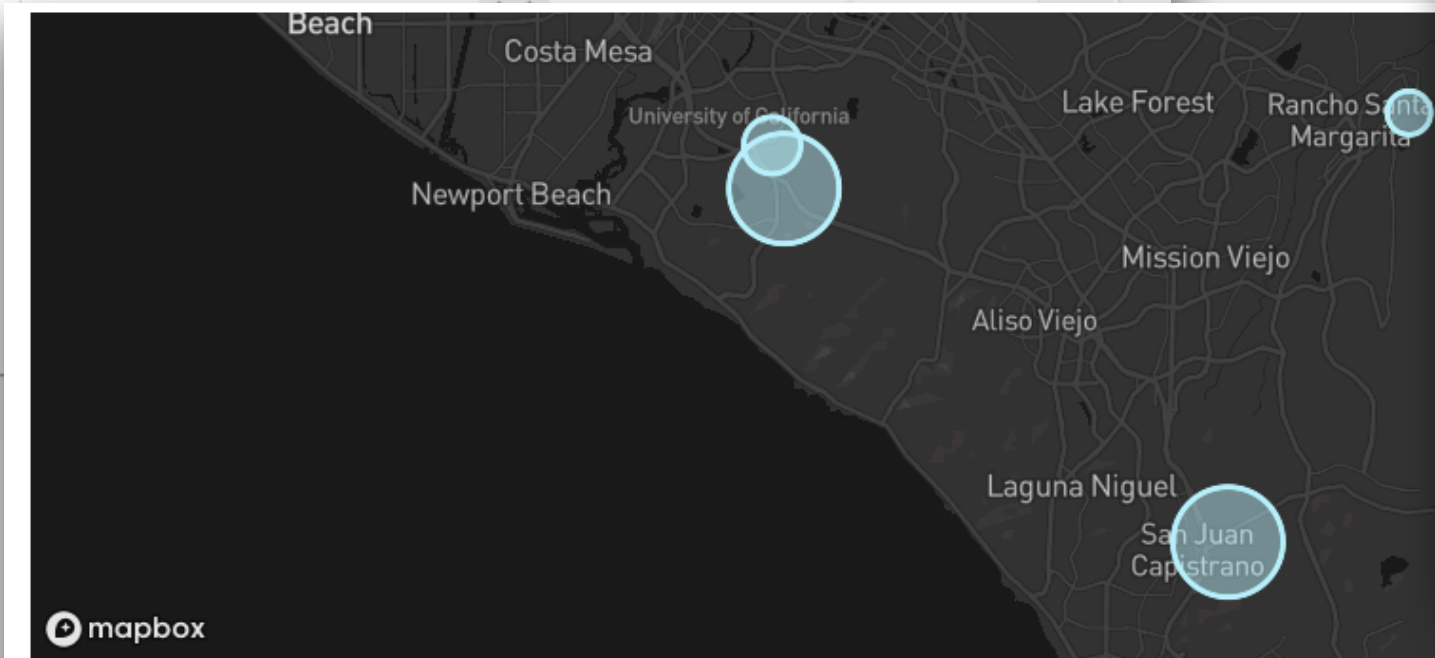 Beach
Costa Mesa
University of California
Lake Forest
Rancho Santa
Margarita
Newport Beach
Mission Viejo
Aliso Viejo
Laguna Niguel
San Juan
Capistrano
mapbox